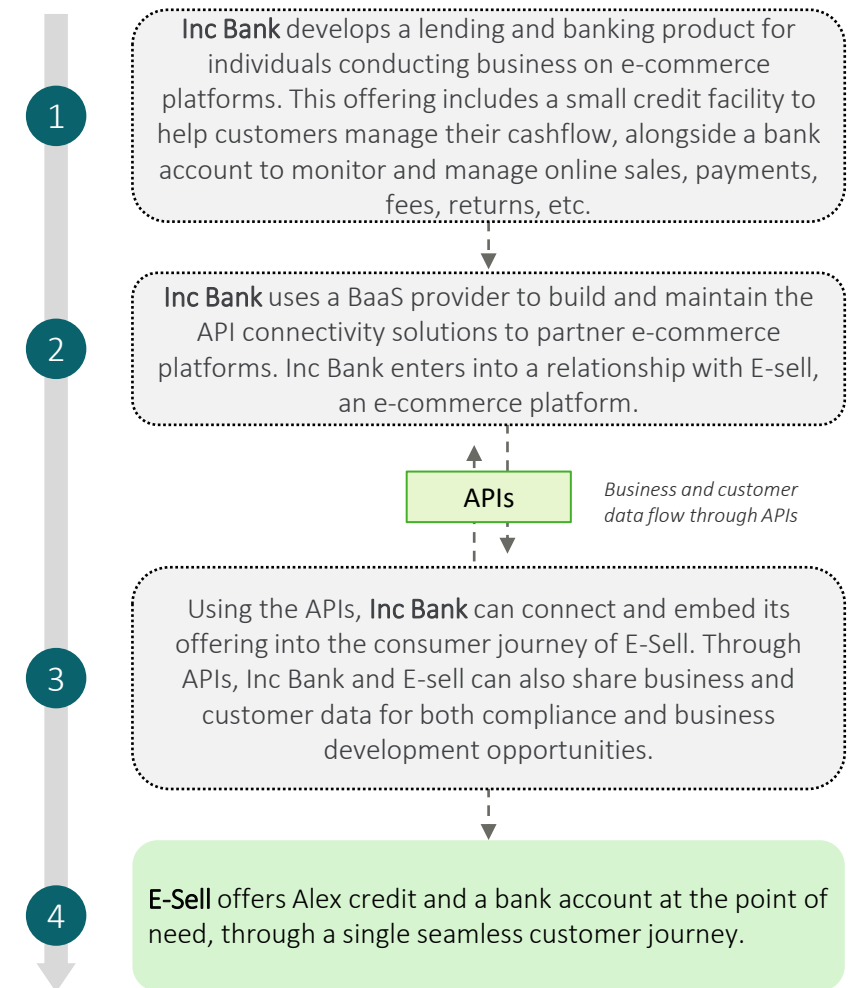 1
Inc Bank develops a lending and banking product for
individuals conducting business on e-commerce
platforms. This offering includes a small credit facility to
help customers manage their cashflow, alongside a bank
account to monitor and manage online sales, payments,
fees, returns, etc.
2
Inc Bank uses a BaaS provider to build and maintain the
API connectivity solutions to partner e-commerce
platforms. Inc Bank enters into a relationship with E-sell,
an e-commerce platform.
APIs
Business and customer
data flow through APIs
3
Using the APIs, Inc Bank can connect and embed its
offering into the consumer journey of E-Sell. Through
APIs, Inc Bank and E-sell can also share business and
customer data for both compliance and business
development opportunities.
4
E-Sell offers Alex credit and a bank account at the point of
need, through a single seamless customer journey.